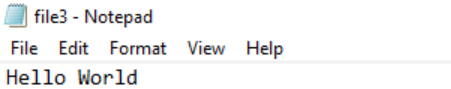 file3 - Notepad
File Edit Format View Help
Hello World